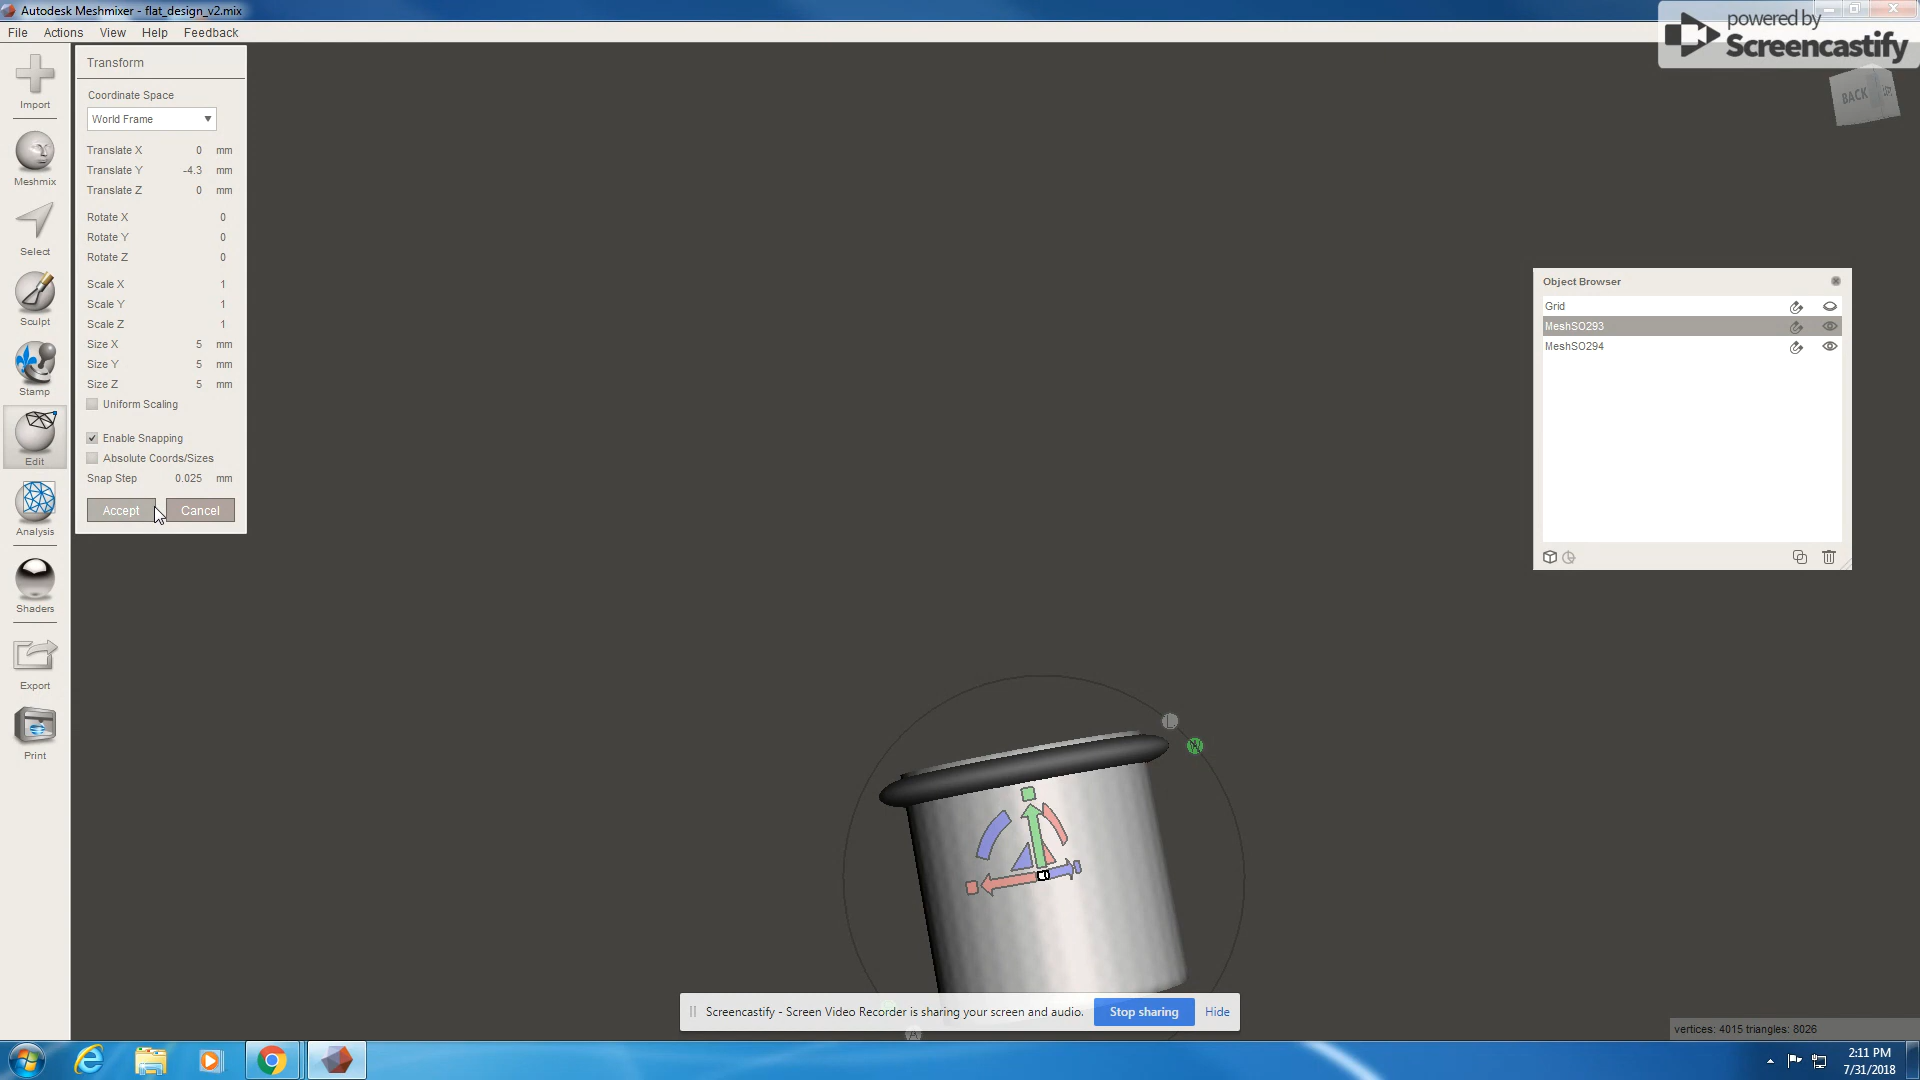 Autodesk Meshmixer - flat_design_v2.mix
File Actions View Help Feedback
powered by
Screencastify
BACK
Import
Meshmix
Select
Sculpt
Stamp
Edit
Analysis
Shaders
Export
Print
Transform
Coordinate Space
World Frame
Translate X 0 mm
Translate Y -4.3 mm
Translate Z 0 mm
Rotate X 0
Rotate Y 0
Rotate Z 0
Scale X 1
Scale Y 1
Scale Z 1
Size X 5 mm
Size Y 5 mm
Size Z 5 mm
Uniform Scaling
Enable Snapping
Absolute Coords/Sizes
Snap Step 0.025 mm
Accept Cancel
Object Browser
Grid
MeshSO293
MeshSO294
L
W
A
Screencastify - Screen Video Recorder is sharing your screen and audio. Stop sharing Hide
vertices: 4015 triangles: 8026
2:11 PM
7/31/2018